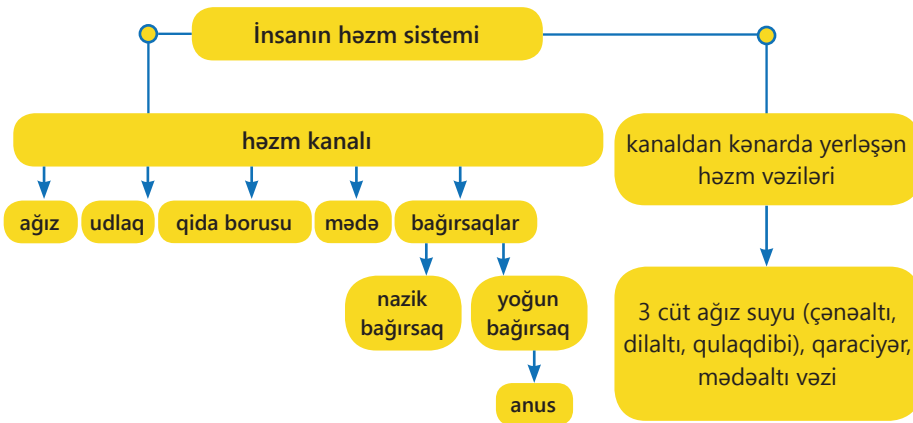 İnsanın həzm sistemi
həzm kanalı
kanaldan kənarda yerləşən
həzm vəziləri
ağız
udlaq
qida borusu
mədə
bağırsaqlar
nazik
bağırsaq
yoğun
bağırsaq
anus
3 cüt ağız suyu (çənəaltı,
dilaltı, qulaqdibi), qaraciyər,
mədəaltı vəzi